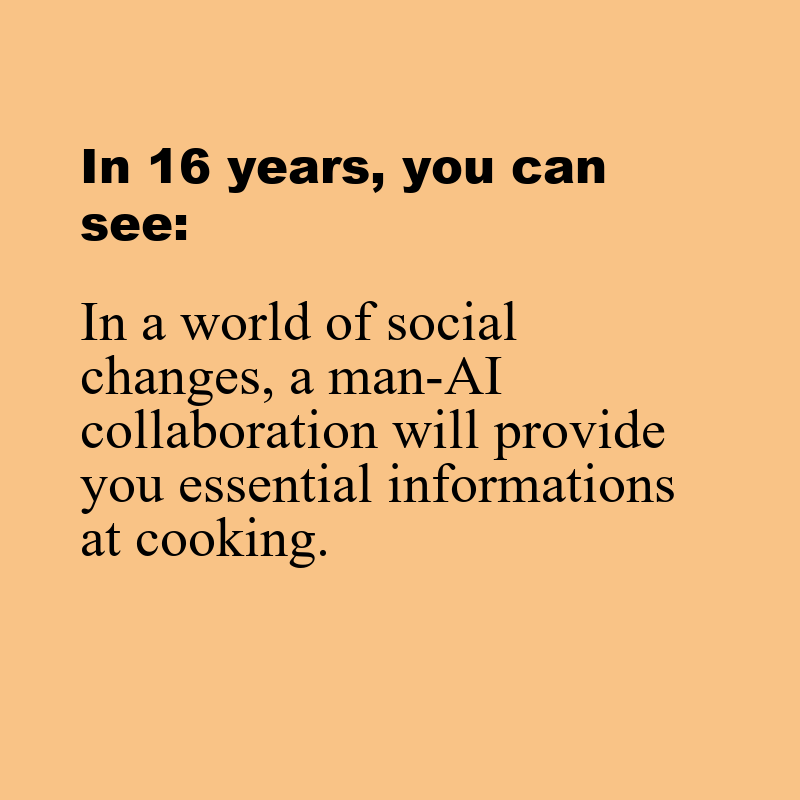 In 16 years, you can
see:
In a world of social
changes, a man-AI
collaboration will provide
you essential informations
at cooking.